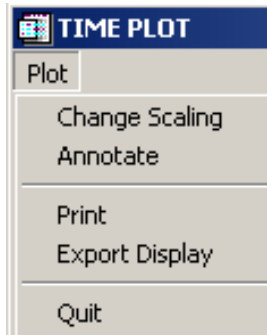 TIME PLOT
Plot
Change Scaling
Annotate
Print
Export Display
Quit